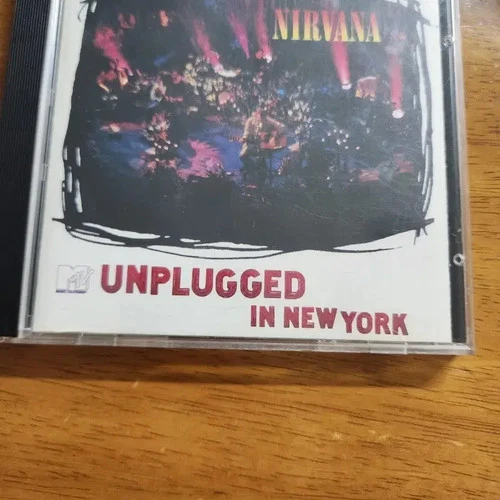 NIRVANA
MTV UNPLUGGED
IN NEW YORK